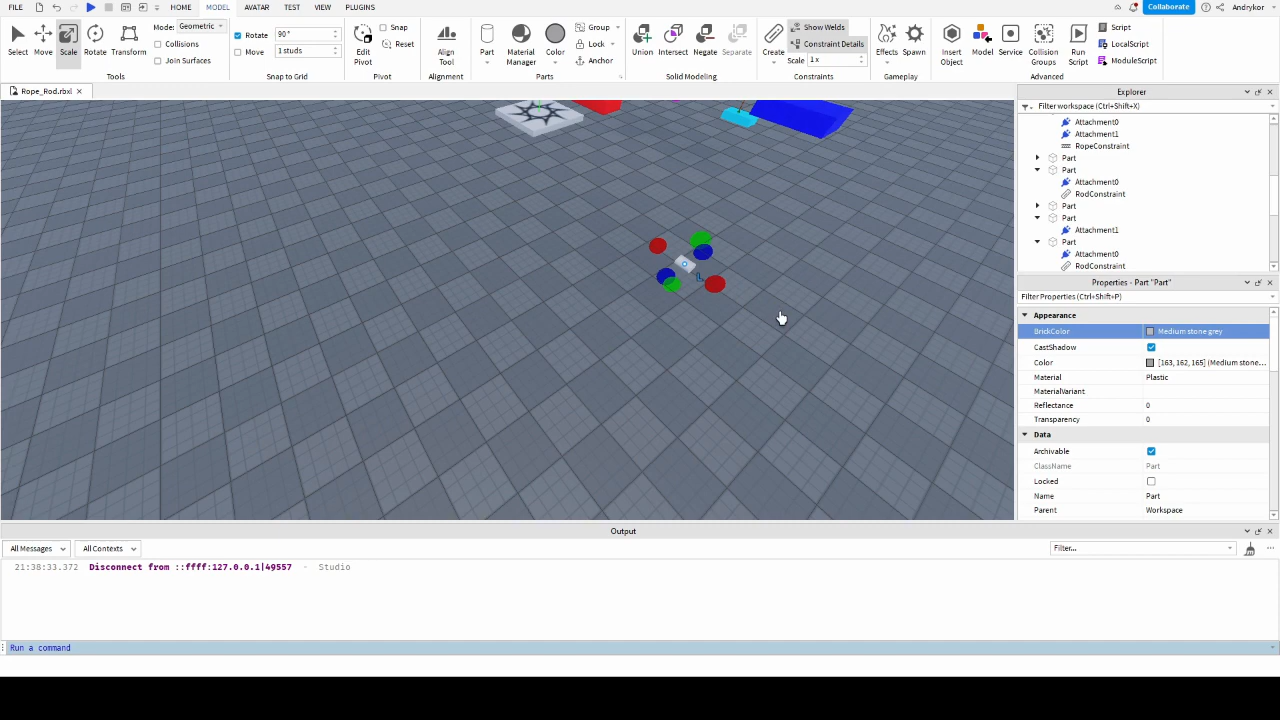 FILE HOME MODEL AVATAR TEST VIEW PLUGINS Collaborate Andrykor
Select Move Scale Rotate Transform
Mode: Geometric
Collisions
Join Surfaces
Tools
Rotate 90°
Move 1 studs
Snap to Grid
Edit Pivot
Snap
Reset
Pivot
Align Tool
Alignment
Part Material Manager Color
Group
Lock
Anchor
Parts
Union Intersect Negate Separate
Solid Modeling
Create
Show Welds
Constraint Details
Scale 1 x
Constraints
Effects Spawn
Gameplay
Insert Object Model Service Collision Groups Run Script
Script
LocalScript
ModuleScript
Advanced
Rope_Rod.rbxl
Explorer
Filter workspace (Ctrl+Shift+X)
Attachment0
Attachment1
RopeConstraint
Part
Part
Attachment0
RodConstraint
Part
Part
Attachment1
Part
Attachment0
RodConstraint
Properties - Part "Part"
Filter Properties (Ctrl+Shift+P)
Appearance
BrickColor Medium stone grey
CastShadow
Color [163, 162, 165] (Medium stone...
Material Plastic
MaterialVariant
Reflectance 0
Transparency 0
Data
Archivable
ClassName Part
Locked
Name Part
Parent Workspace
Output
All Messages All Contexts Filter...
21:38:33.372 Disconnect from ::ffff:127.0.0.1|49557 - Studio
Run a command